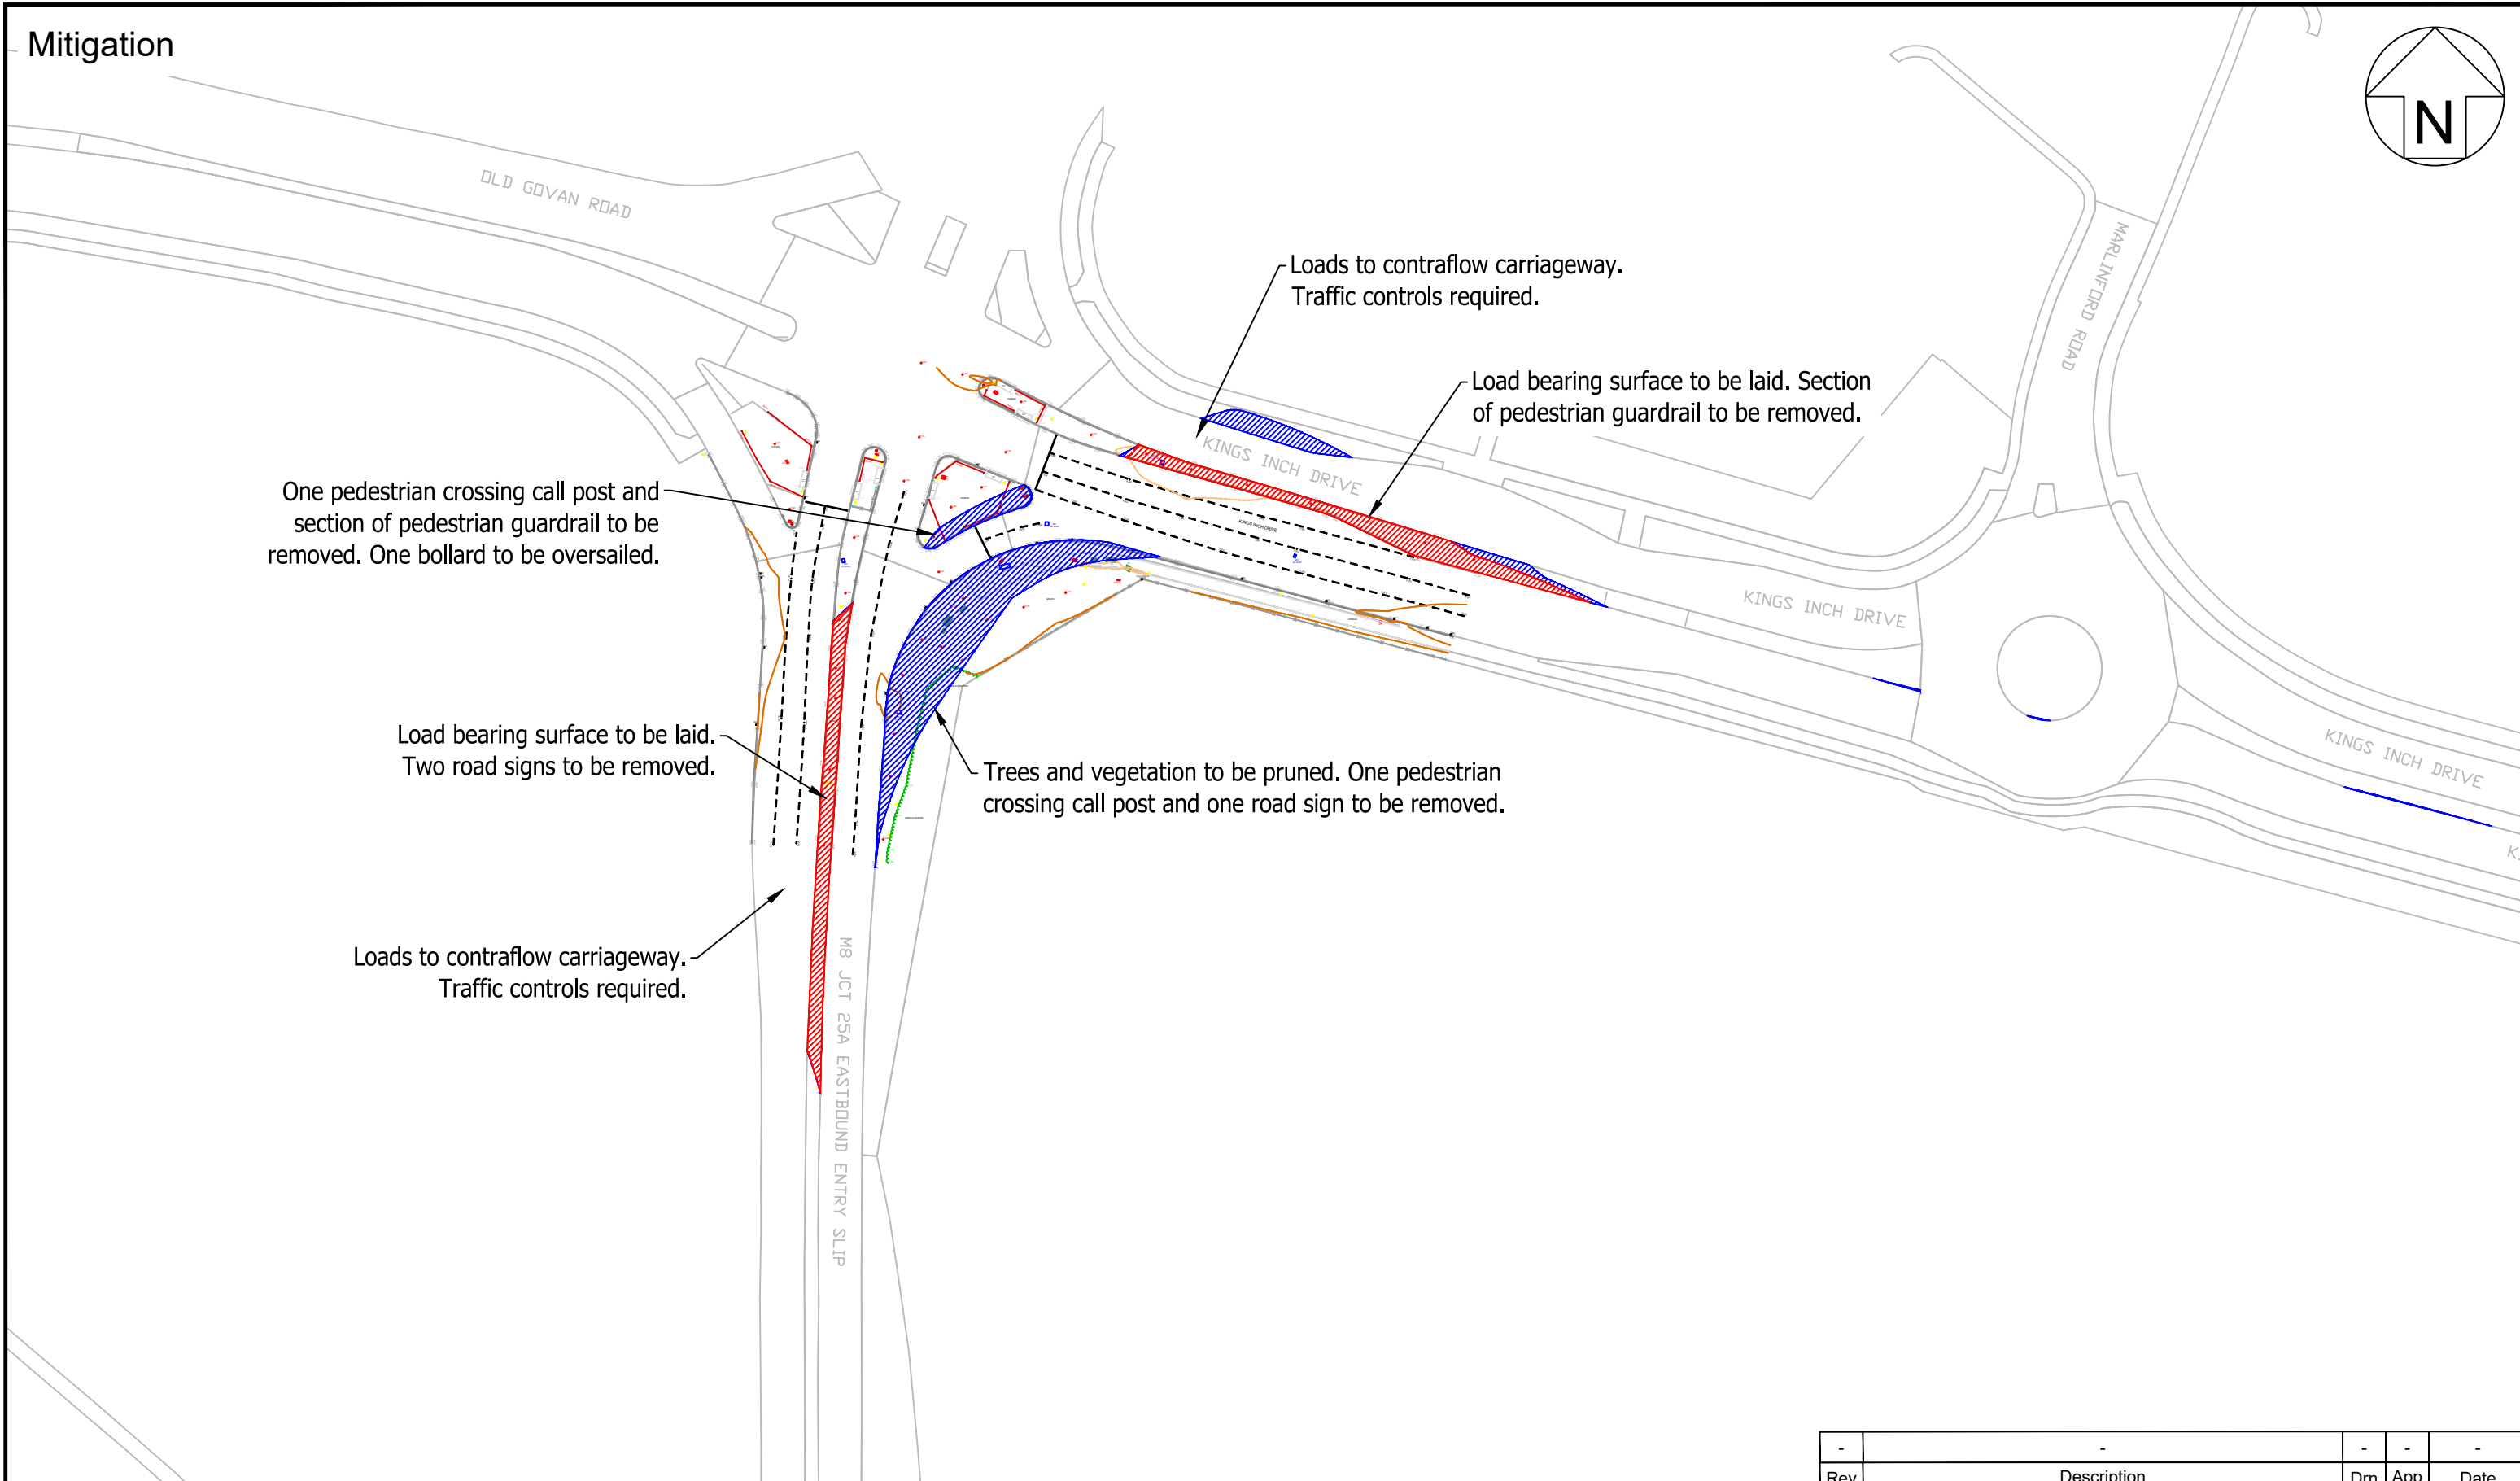 Mitigation
N
OLD GOVAN ROAD
MARLINFORD ROAD
Loads to contraflow carriageway.
Traffic controls required.
Load bearing surface to be laid. Section
of pedestrian guardrail to be removed.
KINGS INCH DRIVE
One pedestrian crossing call post and
section of pedestrian guardrail to be
removed. One bollard to be oversailed.
KINGS INCH DRIVE
KINGS INCH DRIVE
Load bearing surface to be laid.
Two road signs to be removed.
Trees and vegetation to be pruned. One pedestrian
crossing call post and one road sign to be removed.
KINGS INCH DRIVE
Loads to contraflow carriageway.
Traffic controls required.
M8 JCT 25A EASTBOUND ENTRY SLIP
- - - - -
Rev Description Drn App Date